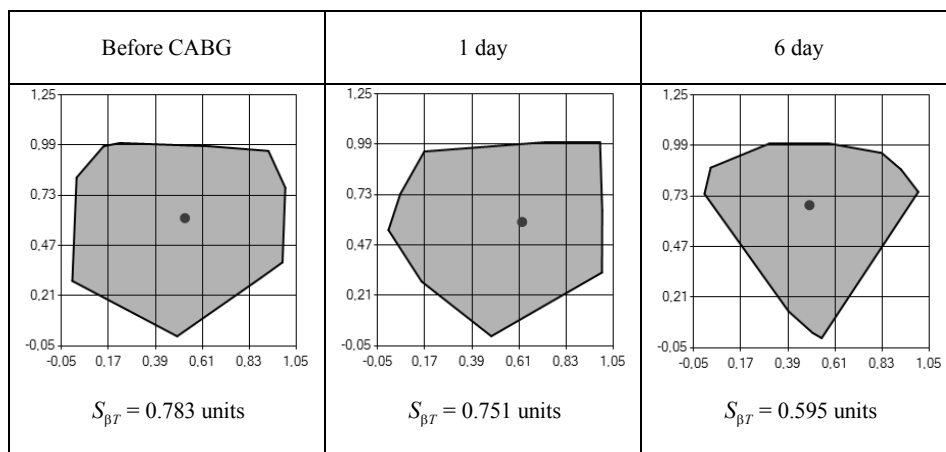 Before CABG 1 day 6 day
1,25 1,25 1,25
0,99 0,99 0,99
0,73 0,73 0,73
0,47 0,47 0,47
0,21 0,21 0,21
-0,05 -0,05 -0,05
-0,05 0,17 0,39 0,61 0,83 1,05 -0,05 0,17 0,39 0,61 0,83 1,05 -0,05 0,17 0,39 0,61 0,83 1,05
SβT = 0.783 units SβT = 0.751 units SβT = 0.595 units